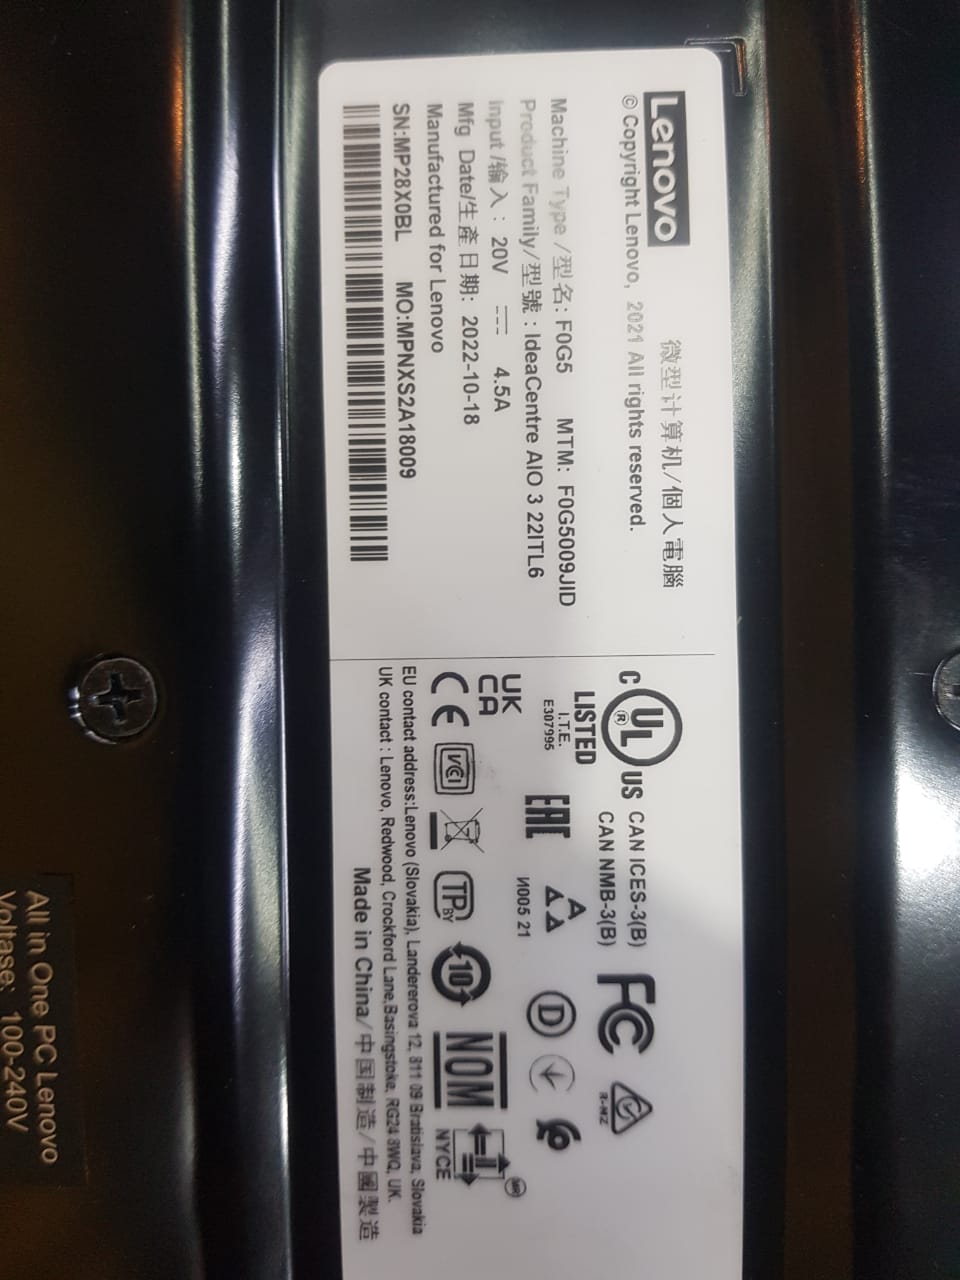 Lenovo
微型计算机/個人電腦
© Copyright Lenovo, 2021 All rights reserved.
Machine Type /型名: F0G5 MTM: F0G5009JID
Product Family/型號 : IdeaCentre AIO 3 22ITL6
Input /輸入 : 20V 4.5A
Mfg Date/生產日期: 2022-10-18
Manufactured for Lenovo
SN:MP28X0BL MO:MPNXS2A18009
C UL US
®
LISTED
I.T.E.
E307995
CAN ICES-3(B)
CAN NMB-3(B)
FC
R-NZ
EAC
И005 21
D
UK
CA
CE
VCI
TP
BY
10
NOM
NYCE
EU contact address:Lenovo (Slovakia), Landererova 12, 811 09 Bratislava, Slovakia
UK contact : Lenovo, Redwood, Crockford Lane,Basingstoke, RG24 8WQ, UK.
Made in China/中国制造/中國製造
All in One PC Lenovo
100-240V